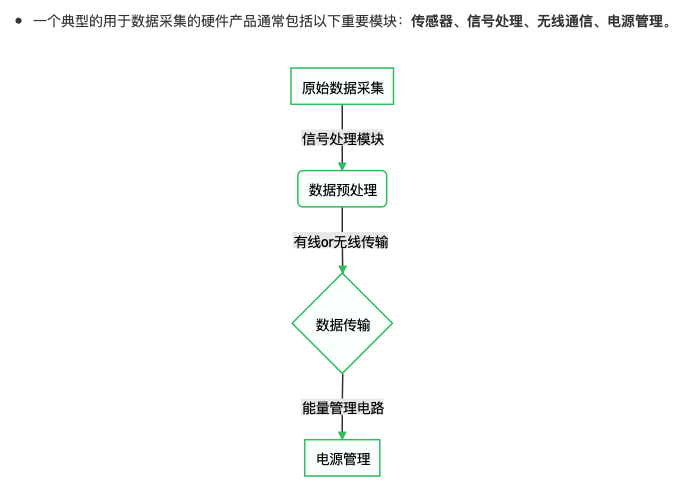 一个典型的用于数据采集的硬件产品通常包括以下重要模块：传感器、信号处理、无线通信、电源管理。
原始数据采集
信号处理模块
数据预处理
有线or无线传输
数据传输
能量管理电路
电源管理